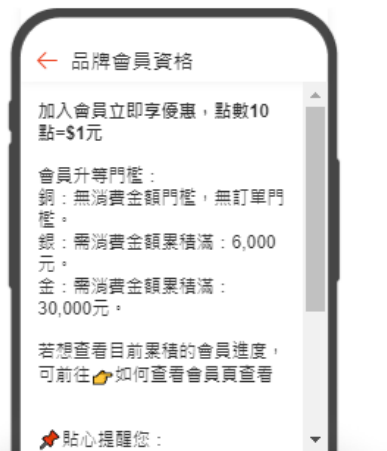 ← 品牌會員資格
加入會員立即享優惠，點數10
點=$1元
會員升等門檻：
銅：無消費金額門檻，無訂單門
檻。
銀：需消費金額累積滿：6,000
元。
金：需消費金額累積滿：
30,000元。
若想查看目前累積的會員進度，
可前往👉如何查看會員頁查看
📌貼心提醒您：